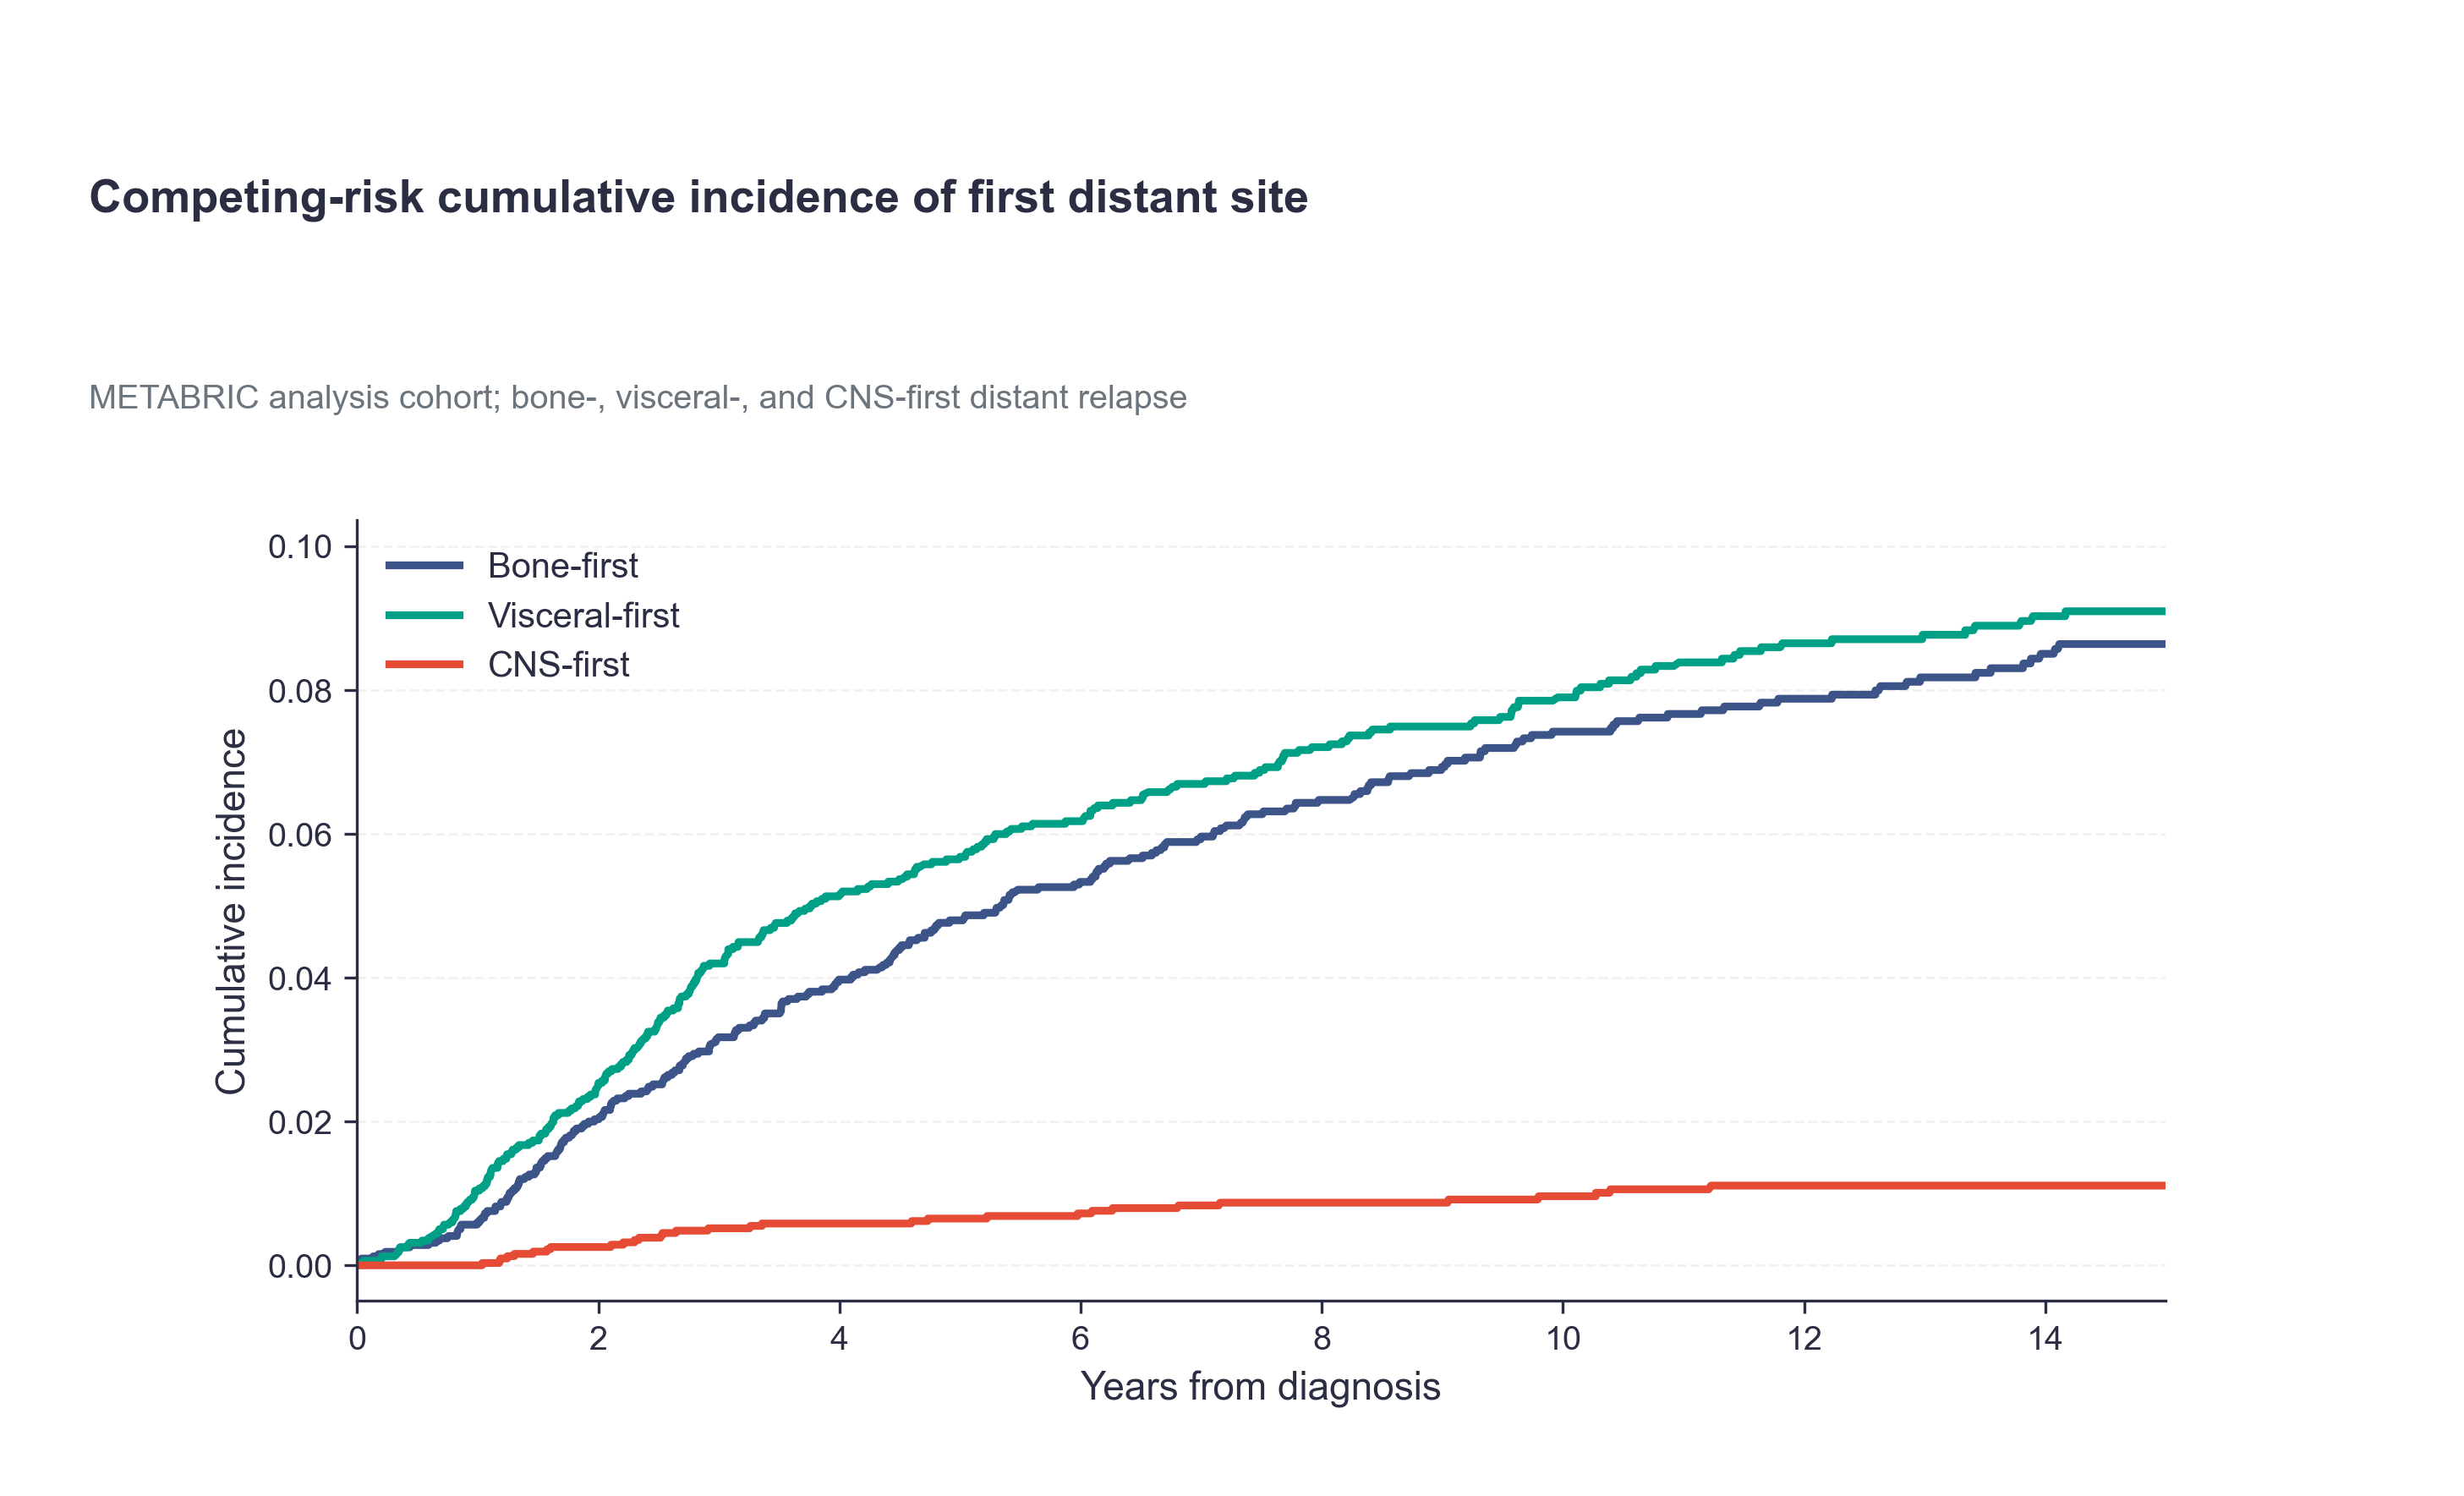 Competing-risk cumulative incidence of first distant site
METABRIC analysis cohort; bone-, visceral-, and CNS-first distant relapse
Bone-first
Visceral-first
CNS-first
Cumulative incidence
0.10
0.08
0.06
0.04
0.02
0.00
0 2 4 6 8 10 12 14
Years from diagnosis